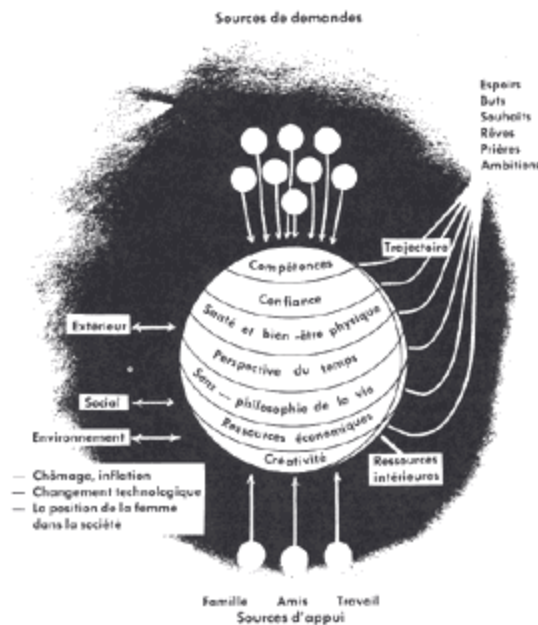 Sources de demandes
Espoirs
Buts
Souhaits
Rêves
Prières
Ambitions
Trajectoire
Compétences
Confiance
Santé et bien-être physique
Perspective du temps
Sens — philosophie de la vie
Ressources économiques
Créativité
Extérieur
Social
Environnement
Ressources
intérieures
— Chômage, inflation
— Changement technologique
— La position de la femme
dans la société
Famille Amis Travail
Sources d'appui